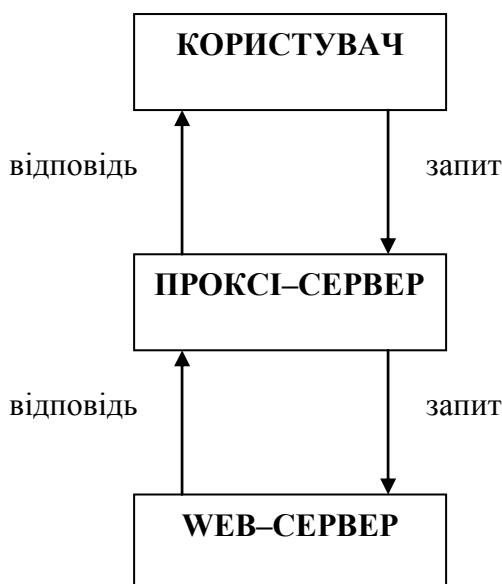 КОРИСТУВАЧ
відповідь
запит
ПРОКСІ–СЕРВЕР
відповідь
запит
WEB–СЕРВЕР